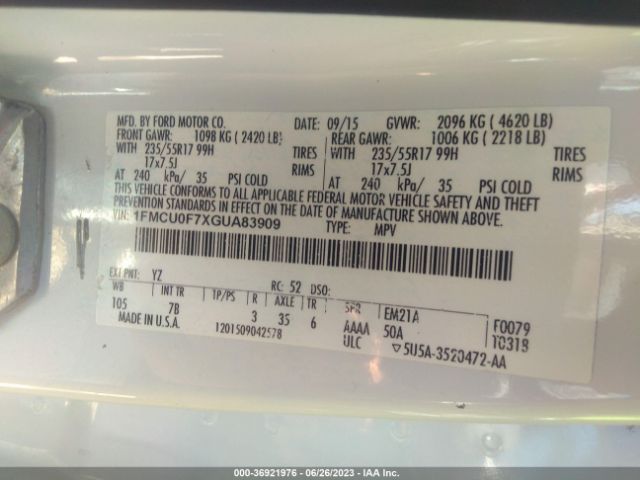 MFD. BY FORD MOTOR CO.
DATE: 09/15 GVWR: 2096 KG ( 4620 LB)
FRONT GAWR: 1098 KG ( 2420 LB)
REAR GAWR: 1006 KG ( 2218 LB)
WITH 235/55R17 99H TIRES
WITH 235/55R17 99H TIRES
17x7.5J RIMS
17x7.5J RIMS
AT 240 kPa/ 35 PSI COLD
AT 240 kPa/ 35 PSI COLD
THIS VEHICLE CONFORMS TO ALL APPLICABLE FEDERAL MOTOR VEHICLE SAFETY AND THEFT
PREVENTION STANDARDS IN EFFECT ON THE DATE OF MANUFACTURE SHOWN ABOVE.
VIN: 1FMCU0F7XGUA83909
TYPE: MPV
EXT PNT: YZ RC: 52 DSO:
WB INT TR TP/PS R AXLE TR SPR EM21A F0079
105 7B 3 35 6 AAAA 50A T0318
MADE IN U.S.A. 1201509042578 ULC ▽5U5A-3520472-AA
000-36921976 - 06/26/2023 - IAA Inc.